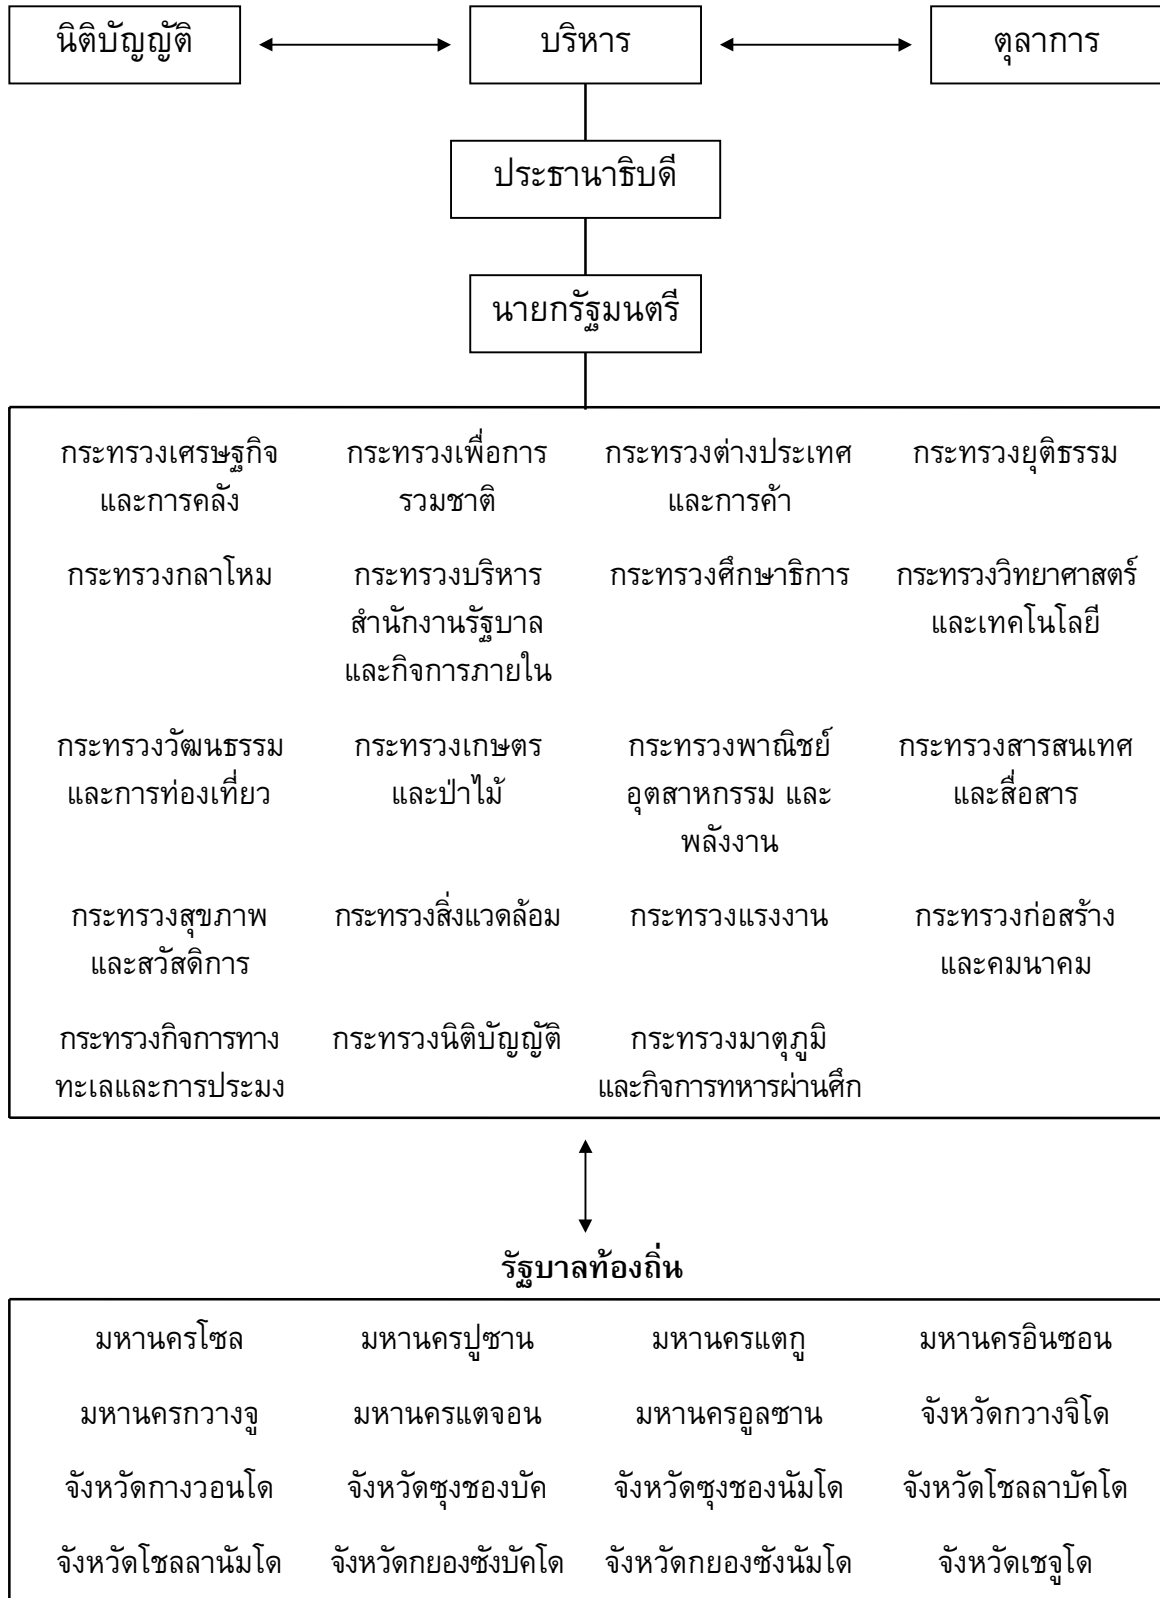 นิติบัญญัติ
บริหาร
ตุลาการ
ประธานาธิบดี
นายกรัฐมนตรี
กระทรวงเศรษฐกิจ
และการคลัง
กระทรวงเพื่อการ
รวมชาติ
กระทรวงต่างประเทศ
และการค้า
กระทรวงยุติธรรม
กระทรวงกลาโหม
กระทรวงบริหาร
สำนักงานรัฐบาล
และกิจการภายใน
กระทรวงศึกษาธิการ
กระทรวงวิทยาศาสตร์
และเทคโนโลยี
กระทรวงวัฒนธรรม
และการท่องเที่ยว
กระทรวงเกษตร
และป่าไม้
กระทรวงพาณิชย์
อุตสาหกรรม และ
พลังงาน
กระทรวงสารสนเทศ
และสื่อสาร
กระทรวงสุขภาพ
และสวัสดิการ
กระทรวงสิ่งแวดล้อม
กระทรวงแรงงาน
กระทรวงก่อสร้าง
และคมนาคม
กระทรวงกิจการทาง
ทะเลและการประมง
กระทรวงนิติบัญญัติ
กระทรวงมาตุภูมิ
และกิจการทหารผ่านศึก
รัฐบาลท้องถิ่น
มหานครโซล
มหานครปูซาน
มหานครแตกู
มหานครอินซอน
มหานครกวางจู
มหานครแตจอน
มหานครอูลซาน
จังหวัดกวางจิโด
จังหวัดกางวอนโด
จังหวัดซุงชองบัค
จังหวัดซุงชองนัมโด
จังหวัดโชลลาบัคโด
จังหวัดโชลลานัมโด
จังหวัดกยองซังบัคโด
จังหวัดกยองซังนัมโด
จังหวัดเชจูโด